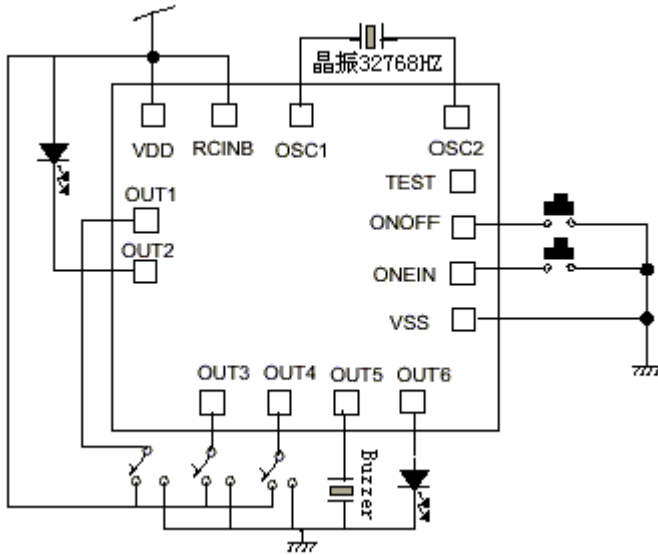 晶振32768HZ
VDD
RCINB
OSC1
OSC2
TEST
OUT1
ONOFF
OUT2
ONEIN
VSS
OUT3
OUT4
OUT5
OUT6
Buzzer